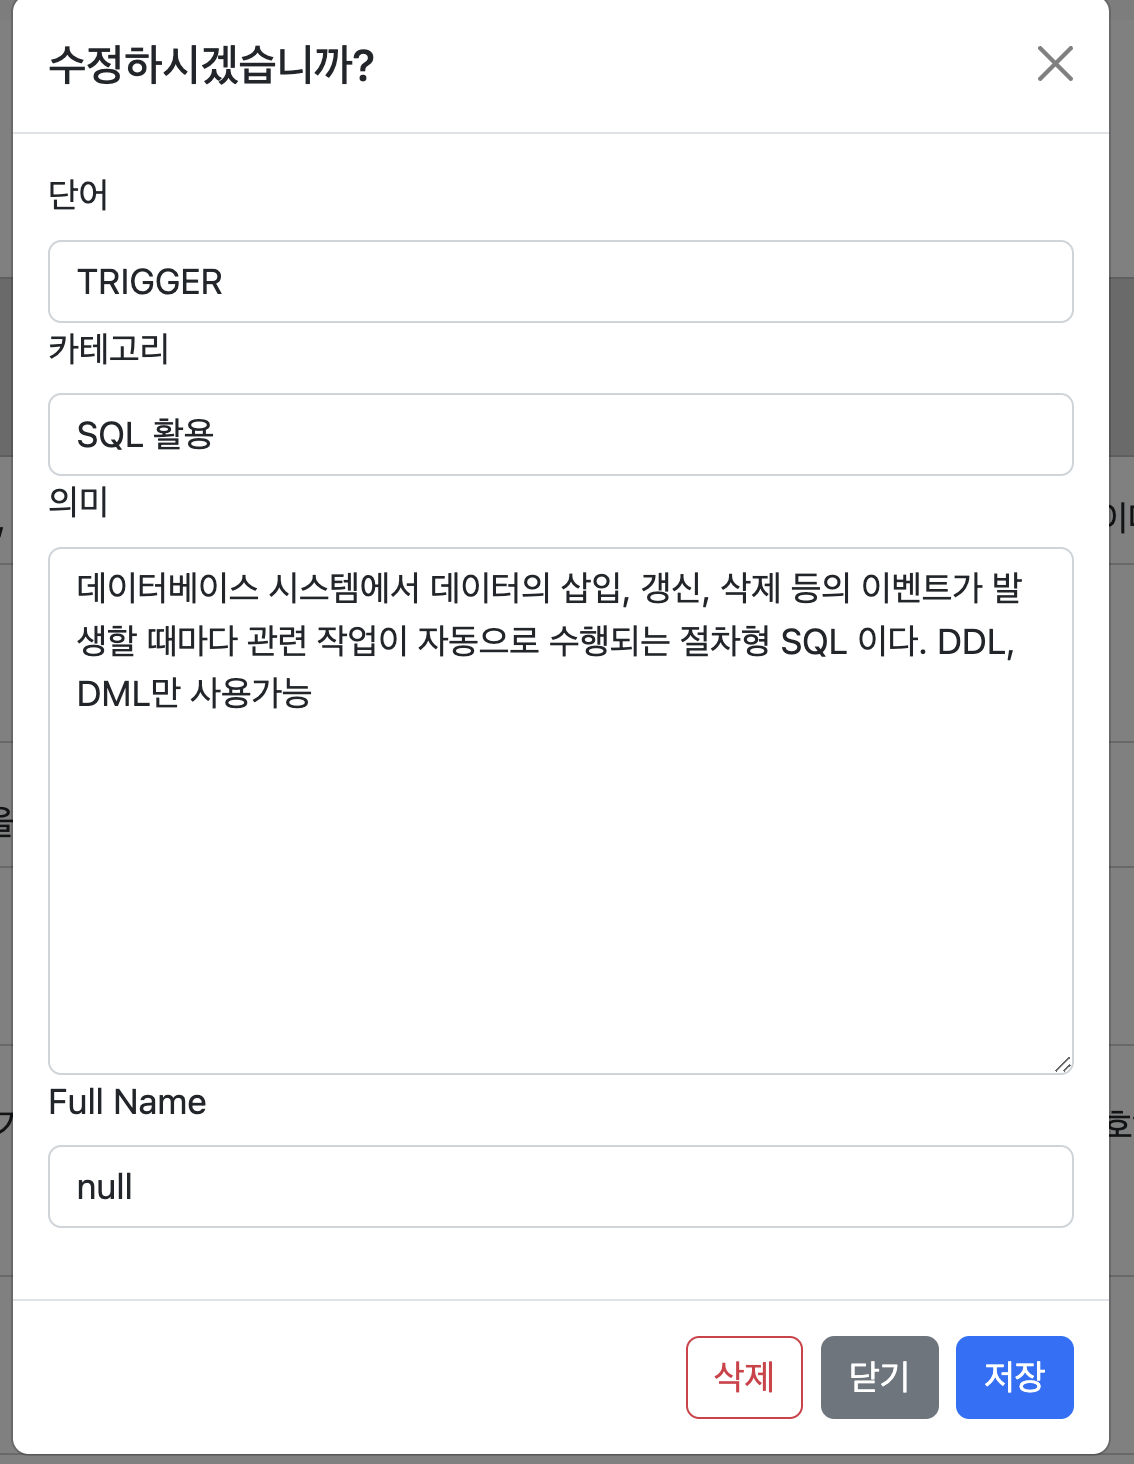 수정하시겠습니까?
단어
TRIGGER
카테고리
SQL 활용
의미
데이터베이스 시스템에서 데이터의 삽입, 갱신, 삭제 등의 이벤트가 발
생할 때마다 관련 작업이 자동으로 수행되는 절차형 SQL 이다. DDL,
DML만 사용가능
Full Name
null
삭제
닫기
저장